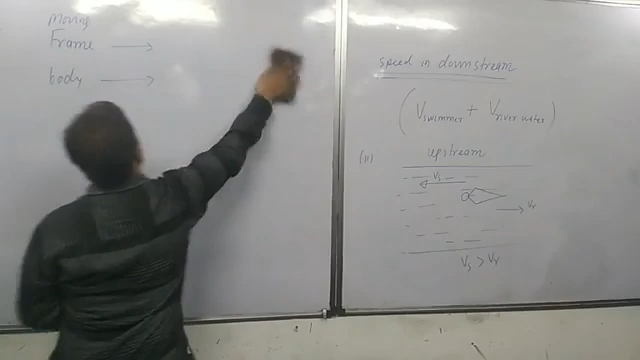 Moving
Frame →
body →
speed in downstream
(Vswimmer + Vriver water)
(ii) upstream
Vs
Vr
Vs > Vr